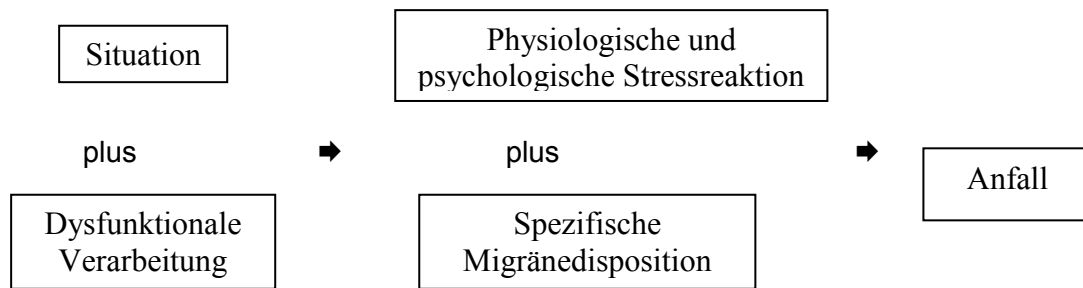 Situation
Physiologische und
psychologische Stressreaktion
plus
plus
Anfall
Dysfunktionale
Verarbeitung
Spezifische
Migränedisposition